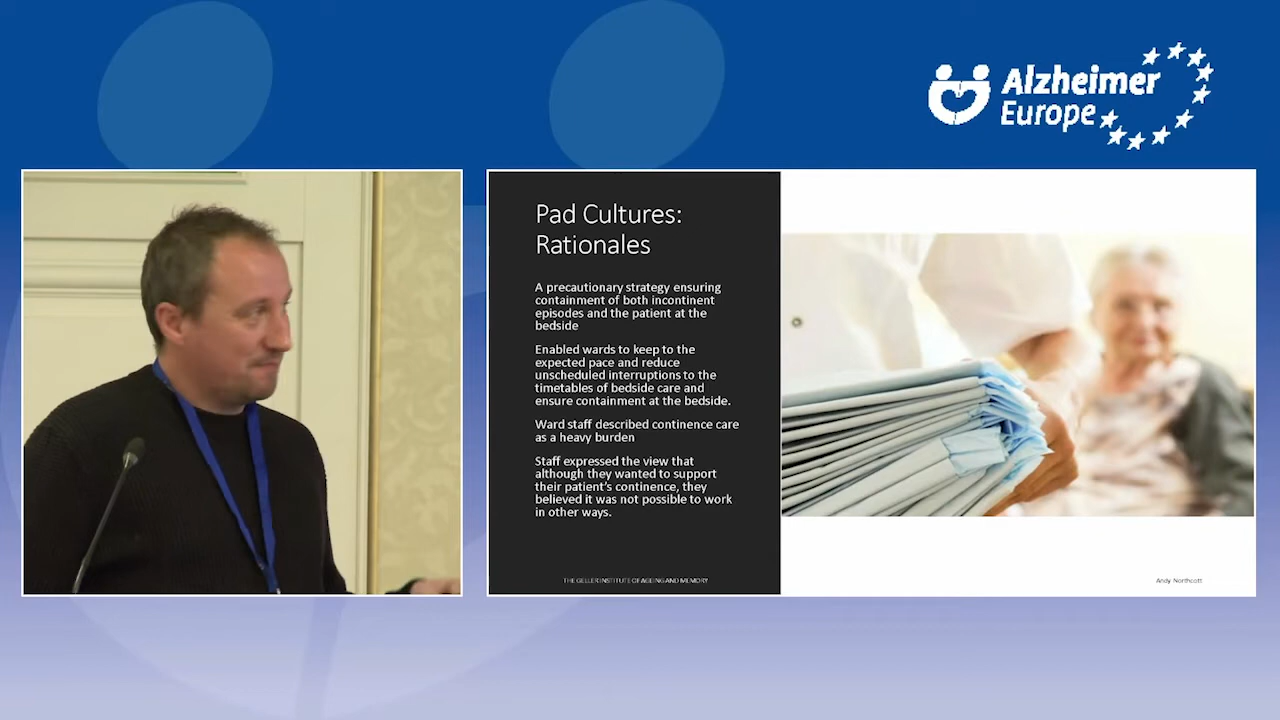 Alzheimer
Europe
Pad Cultures:
Rationales
A precautionary strategy ensuring
containment of both incontinent
episodes and the patient at the
bedside
Enabled wards to keep to the
expected pace and reduce
unscheduled interruptions to the
timetables of bedside care and
ensure containment at the bedside.
Ward staff described continence care
as a heavy burden
Staff expressed the view that
although they wanted to support
their patient's continence, they
believed it was not possible to work
in other ways.
THE GELLER INSTITUTE OF AGEING AND MEMORY
Andy Northcott